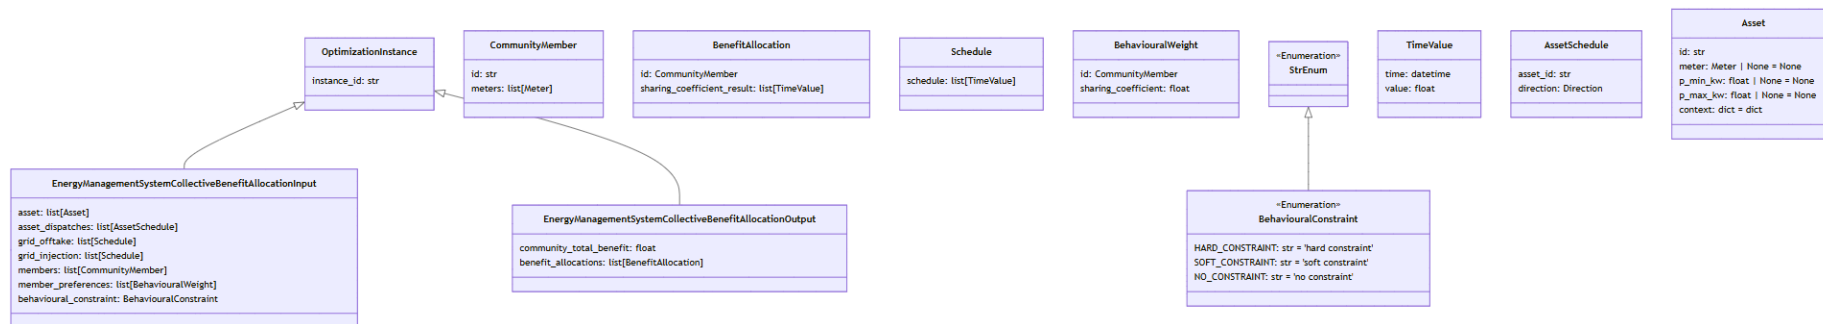 OptimizationInstance
instance_id: str
CommunityMember
id: str
meters: list[Meter]
BenefitAllocation
id: CommunityMember
sharing_coefficient_result: list[TimeValue]
Schedule
schedule: list[TimeValue]
BehaviouralWeight
id: CommunityMember
sharing_coefficient: float
«Enumeration»
StrEnum
TimeValue
time: datetime
value: float
AssetSchedule
asset_id: str
direction: Direction
Asset
id: str
meter: Meter | None = None
p_min_kw: float | None = None
p_max_kw: float | None = None
context: dict = dict
EnergyManagementSystemCollectiveBenefitAllocationInput
asset: list[Asset]
asset_dispatches: list[AssetSchedule]
grid_offtake: list[Schedule]
grid_injection: list[Schedule]
members: list[CommunityMember]
member_preferences: list[BehaviouralWeight]
behavioural_constraint: BehaviouralConstraint
EnergyManagementSystemCollectiveBenefitAllocationOutput
community_total_benefit: float
benefit_allocations: list[BenefitAllocation]
«Enumeration»
BehaviouralConstraint
HARD_CONSTRAINT: str = 'hard constraint'
SOFT_CONSTRAINT: str = 'soft constraint'
NO_CONSTRAINT: str = 'no constraint'